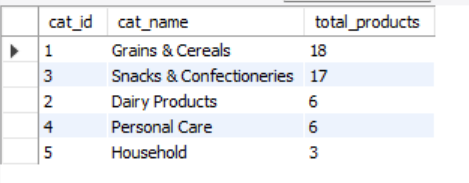 cat_id cat_name total_products
1 Grains & Cereals 18
3 Snacks & Confectioneries 17
2 Dairy Products 6
4 Personal Care 6
5 Household 3